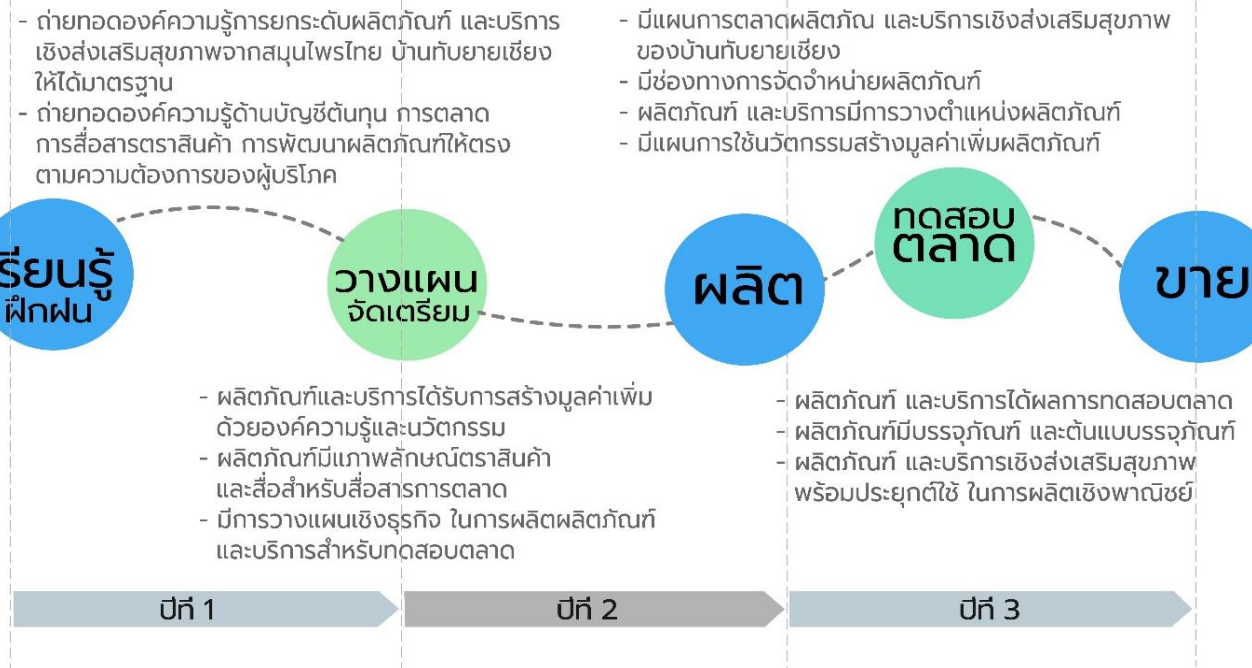 - ถ่ายทอดองค์ความรู้การยกระดับผลิตภัณฑ์ และบริการ
เชิงส่งเสริมสุขภาพจากสมุนไพรไทย บ้านทับยายเชียง
ให้ได้มาตรฐาน
- ถ่ายทอดองค์ความรู้ด้านบัญชีต้นทุน การตลาด
การสื่อสารตราสินค้า การพัฒนาผลิตภัณฑ์ให้ตรง
ตามความต้องการของผู้บริโภค
- มีแผนการตลาดผลิตภัณ และบริการเชิงส่งเสริมสุขภาพ
ของบ้านทับยายเชียง
- มีช่องทางการจัดจำหน่ายผลิตภัณฑ์
- ผลิตภัณฑ์ และบริการมีการวางตำแหน่งผลิตภัณฑ์
- มีแผนการใช้นวัตกรรมสร้างมูลค่าเพิ่มผลิตภัณฑ์
รียนรู้
ฝึกฝน
วางแผน
จัดเตรียม
ผลิต
ทดสอบ
ตลาด
ขาย
- ผลิตภัณฑ์และบริการได้รับการสร้างมูลค่าเพิ่ม
ด้วยองค์ความรู้และนวัตกรรม
- ผลิตภัณฑ์มีแภาพลักษณ์ตราสินค้า
และสื่อสำหรับสื่อสารการตลาด
- มีการวางแผนเชิงธุรกิจ ในการผลิตผลิตภัณฑ์
และบริการสำหรับทดสอบตลาด
- ผลิตภัณฑ์ และบริการได้ผลการทดสอบตลาด
- ผลิตภัณฑ์มีบรรจุภัณฑ์ และต้นแบบบรรจุภัณฑ์
- ผลิตภัณฑ์ และบริการเชิงส่งเสริมสุขภาพ
พร้อมประยุกต์ใช้ ในการผลิตเชิงพาณิชย์
ปีที่ 1
ปีที่ 2
ปีที่ 3